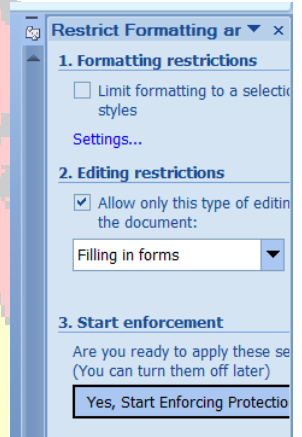 Restrict Formatting ar
1. Formatting restrictions
Limit formatting to a selectio
styles
Settings...
2. Editing restrictions
Allow only this type of editin
the document:
Filling in forms
3. Start enforcement
Are you ready to apply these se
(You can turn them off later)
Yes, Start Enforcing Protectio